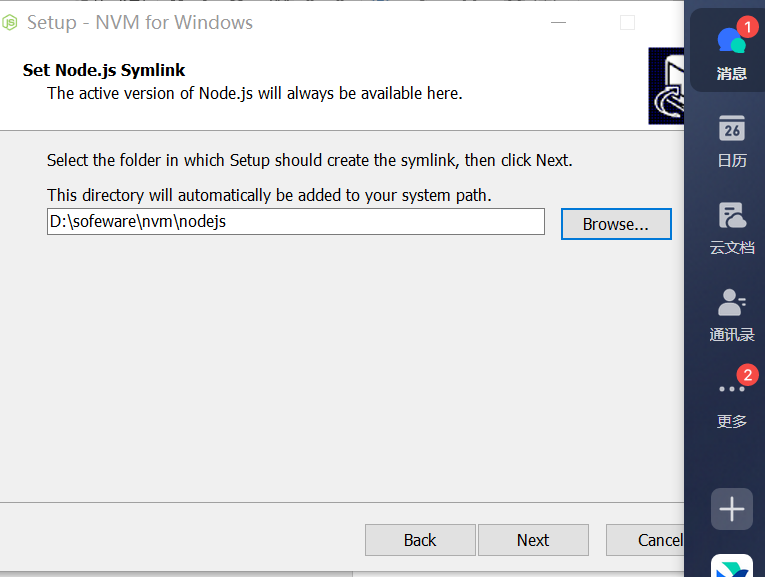 Setup - NVM for Windows
Set Node.js Symlink
The active version of Node.js will always be available here.
Select the folder in which Setup should create the symlink, then click Next.
This directory will automatically be added to your system path.
D:\sofeware\nvm\nodejs
Browse...
Back
Next
Cancel
1
消息
26
日历
云文档
通讯录
2
更多